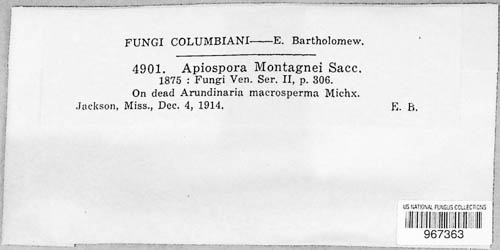 FUNGI COLUMBIANI—E. Bartholomew.
4901. Apiospora Montagnei Sacc.
1875 : Fungi Ven. Ser. II, p. 306.
On dead Arundinaria macrosperma Michx.
Jackson, Miss., Dec. 4, 1914. E. B.
US NATIONAL FUNGUS COLLECTIONS
967363